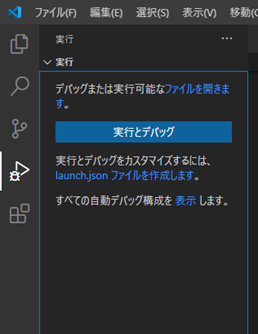 ファイル(F) 編集(E) 選択(S) 表示(V) 移動(
実行 ...
実行
デバッグまたは実行可能なファイルを開きま
す。
実行とデバッグ
実行とデバッグをカスタマイズするには、
launch.json ファイルを作成します。
すべての自動デバッグ構成を 表示 します。